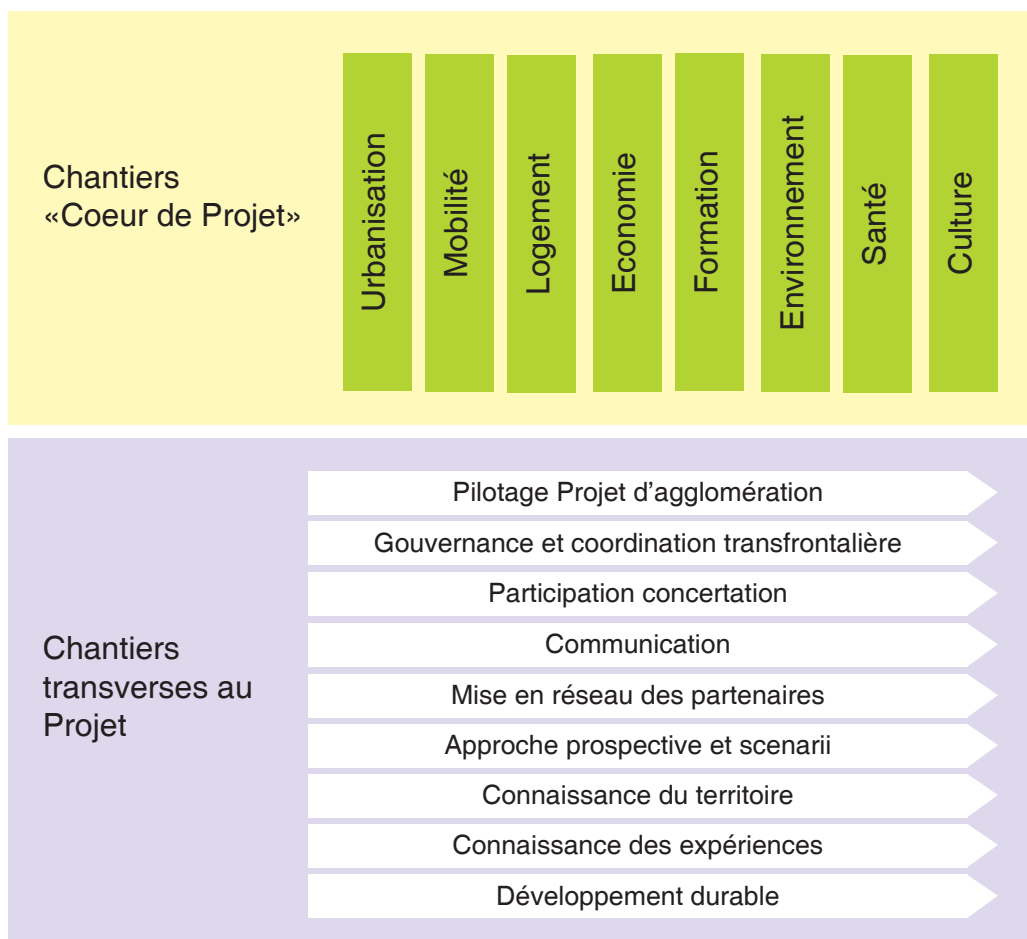 Chantiers
«Coeur de Projet»
Urbanisation
Mobilité
Logement
Economie
Formation
Environnement
Santé
Culture
Chantiers
transverses au
Projet
Pilotage Projet d'agglomération
Gouvernance et coordination transfrontalière
Participation concertation
Communication
Mise en réseau des partenaires
Approche prospective et scenarii
Connaissance du territoire
Connaissance des expériences
Développement durable